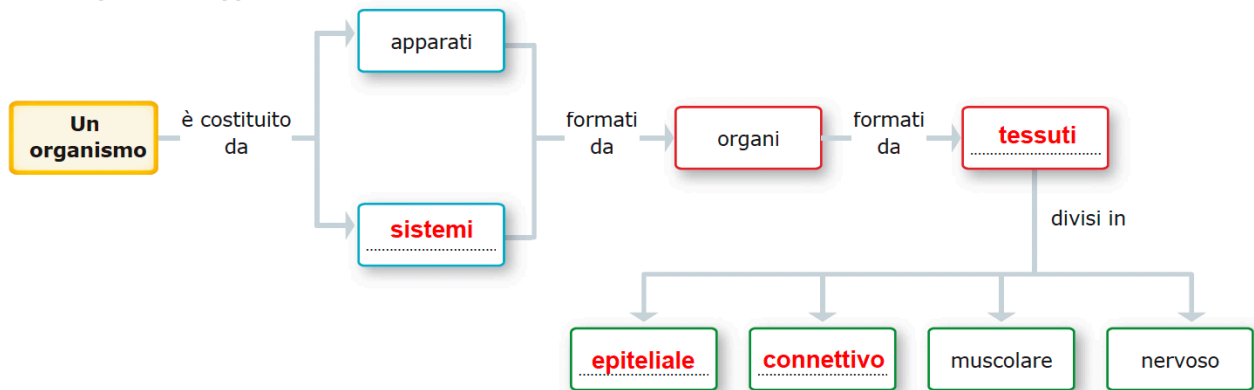 apparati
Un
organismo
è costituito
da
sistemi
formati
da
organi
formati
da
tessuti
divisi in
epiteliale
connettivo
muscolare
nervoso